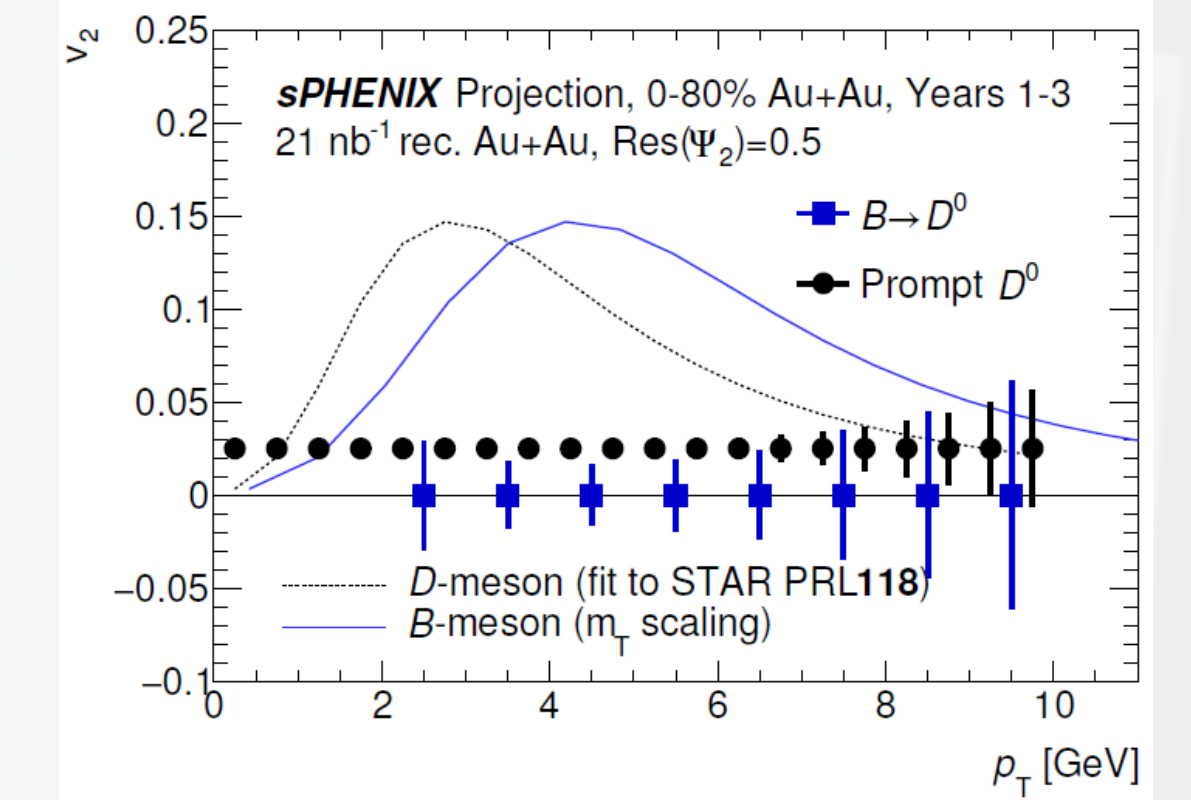 v2
0.25
0.2
0.15
0.1
0.05
0
−0.05
−0.1
sPHENIX Projection, 0-80% Au+Au, Years 1-3
21 nb-1 rec. Au+Au, Res(Ψ2)=0.5
B→D0
Prompt D0
D-meson (fit to STAR PRL118)
B-meson (mT scaling)
0 2 4 6 8 10
pT [GeV]